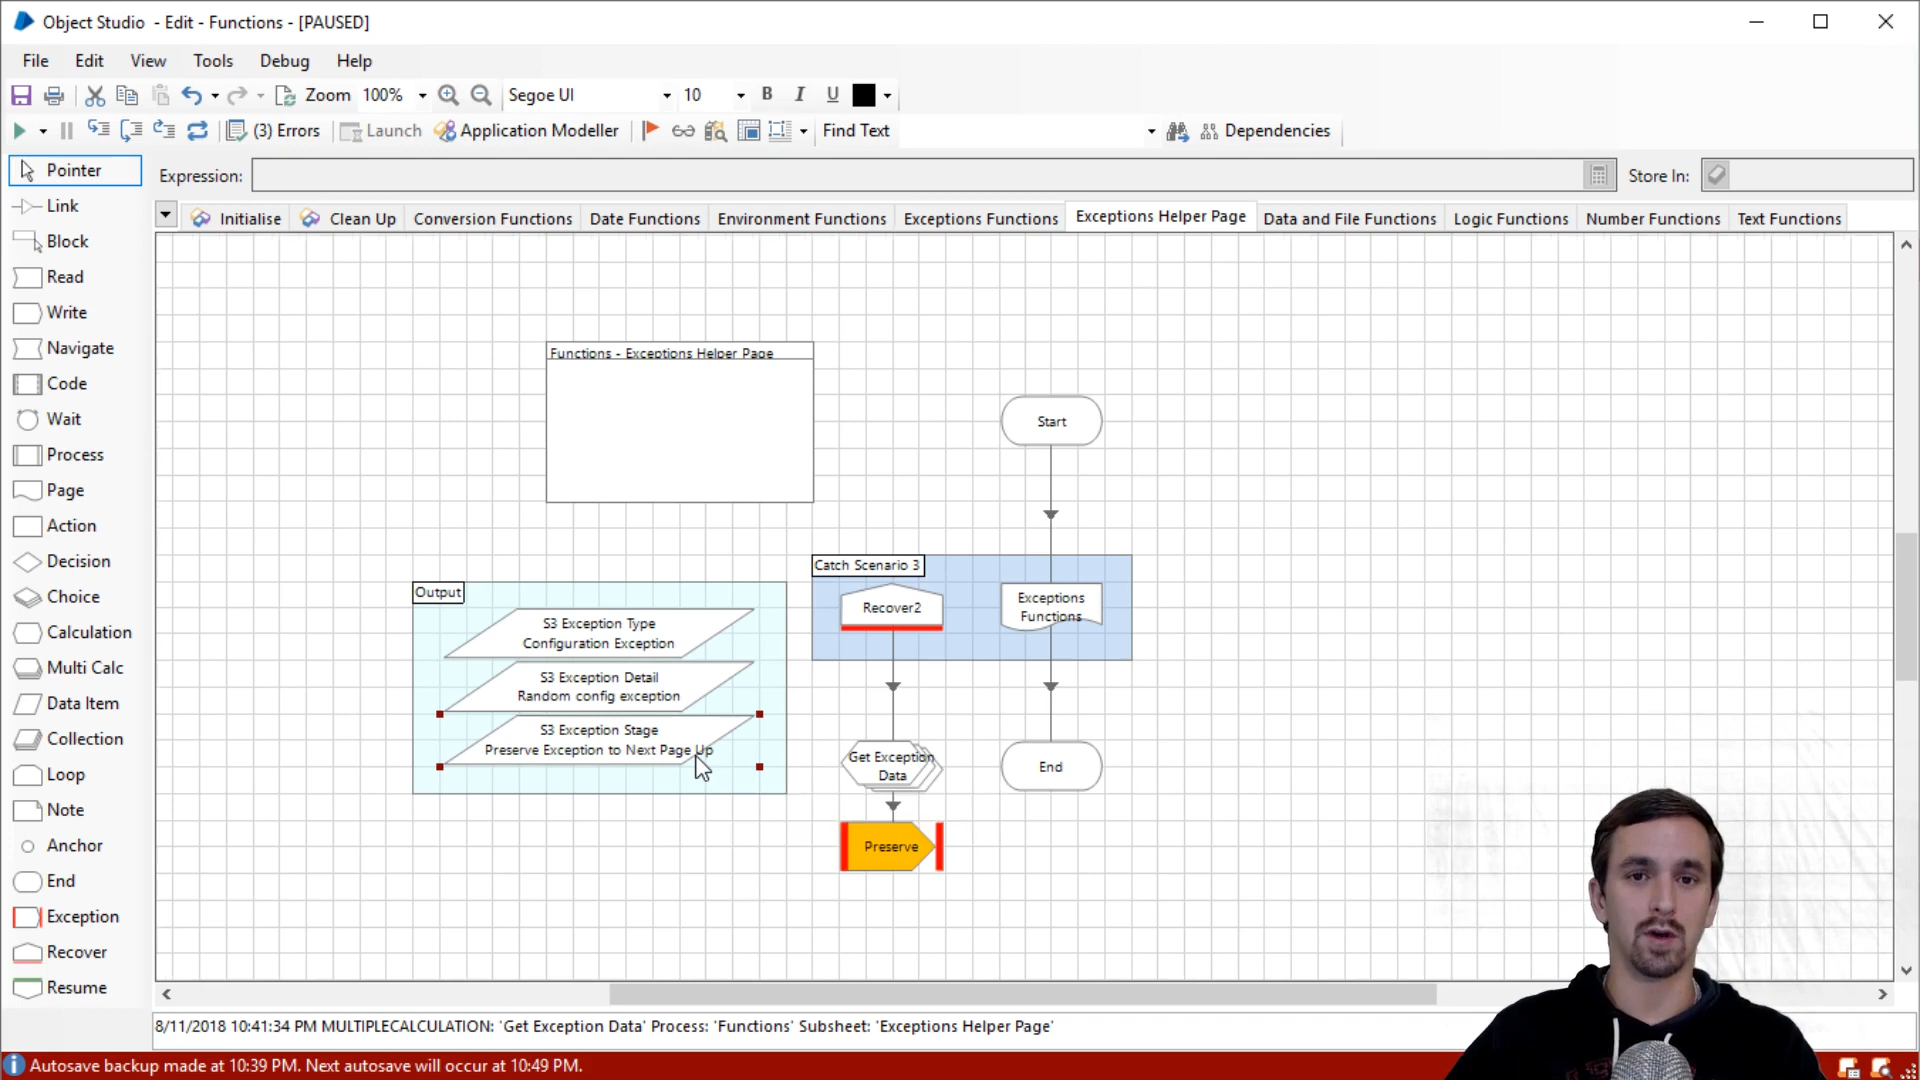 Object Studio - Edit - Functions - [PAUSED]
File Edit View Tools Debug Help
Zoom 100% Segoe UI 10 B I U
(3) Errors Launch Application Modeller Find Text Dependencies
Pointer
Link
Block
Read
Write
Navigate
Code
Wait
Process
Page
Action
Decision
Choice
Calculation
Multi Calc
Data Item
Collection
Loop
Note
Anchor
End
Exception
Recover
Resume
Expression: Store In:
Initialise Clean Up Conversion Functions Date Functions Environment Functions Exceptions Functions Exceptions Helper Page Data and File Functions Logic Functions Number Functions Text Functions
Functions - Exceptions Helper Page
Start
Catch Scenario 3
Recover2
Exceptions
Functions
Output
S3 Exception Type
Configuration Exception
S3 Exception Detail
Random config exception
S3 Exception Stage
Preserve Exception to Next Page Up
Get Exception
Data
End
Preserve
8/11/2018 10:41:34 PM MULTIPLECALCULATION: 'Get Exception Data' Process: 'Functions' Subsheet: 'Exceptions Helper Page'
Autosave backup made at 10:39 PM. Next autosave will occur at 10:49 PM.